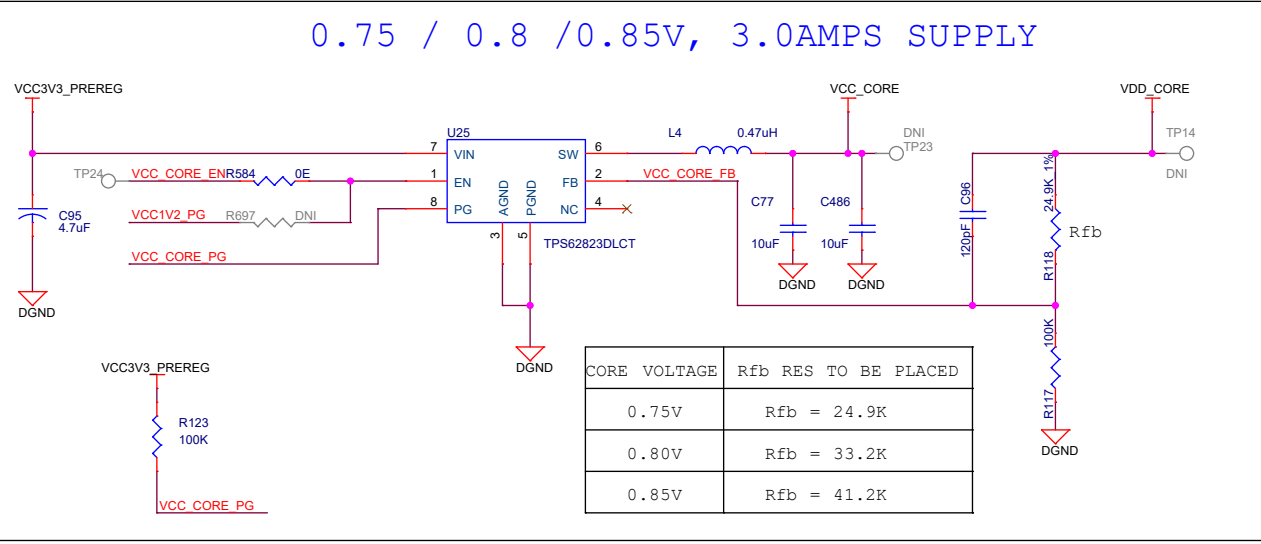 0.75 / 0.8 /0.85V, 3.0AMPS SUPPLY
VCC3V3_PREREG
VCC_CORE
VDD_CORE
U25
L4
0.47uH
DNI
TP23
TP14
DNI
7
VIN
SW
6
TP24
VCC_CORE_EN
R584
0E
1
EN
FB
2
VCC_CORE_FB
VCC1V2_PG
R697
DNI
8
PG
AGND
PGND
NC
4
3
5
TPS62823DLCT
VCC_CORE_PG
C95
4.7uF
DGND
C77
10uF
DGND
C486
10uF
DGND
C96
120pF
24.9K 1%
R118
Rfb
100K
R117
DGND
DGND
VCC3V3_PREREG
R123
100K
VCC_CORE_PG
CORE VOLTAGE Rfb RES TO BE PLACED
0.75V Rfb = 24.9K
0.80V Rfb = 33.2K
0.85V Rfb = 41.2K